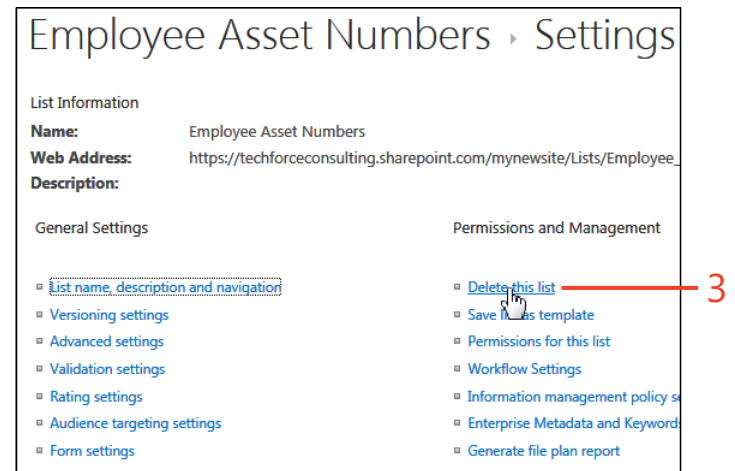 Employee Asset Numbers ▸ Settings
List Information
Name: Employee Asset Numbers
Web Address: https://techforceconsulting.sharepoint.com/mynewsite/Lists/Employee_
Description:
General Settings
List name, description and navigation
Versioning settings
Advanced settings
Validation settings
Rating settings
Audience targeting settings
Form settings
Permissions and Management
Delete this list 3
Save as template
Permissions for this list
Workflow Settings
Information management policy
Enterprise Metadata and Keywords
Generate file plan report